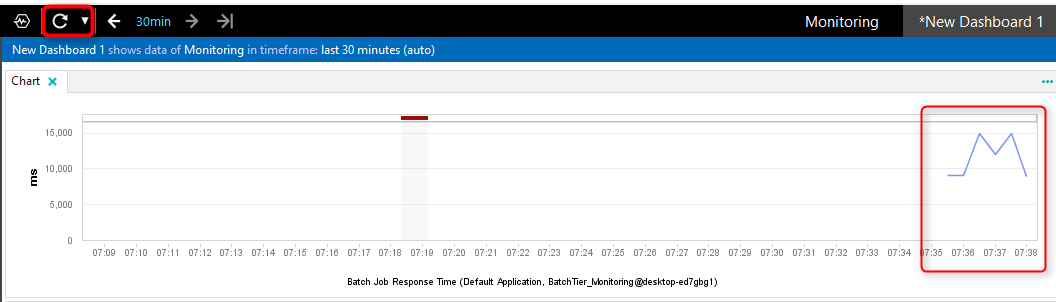 30min Monitoring *New Dashboard 1
New Dashboard 1 shows data of Monitoring in timeframe: last 30 minutes (auto)
Chart
15,000
10,000
ms
5,000
0
07:09 07:10 07:11 07:12 07:13 07:14 07:15 07:16 07:17 07:18 07:19 07:20 07:21 07:22 07:23 07:24 07:25 07:26 07:27 07:28 07:29 07:30 07:31 07:32 07:33 07:34 07:35 07:36 07:37 07:38
Batch Job Response Time (Default Application, BatchTier_Monitoring@desktop-ed7gbg1)